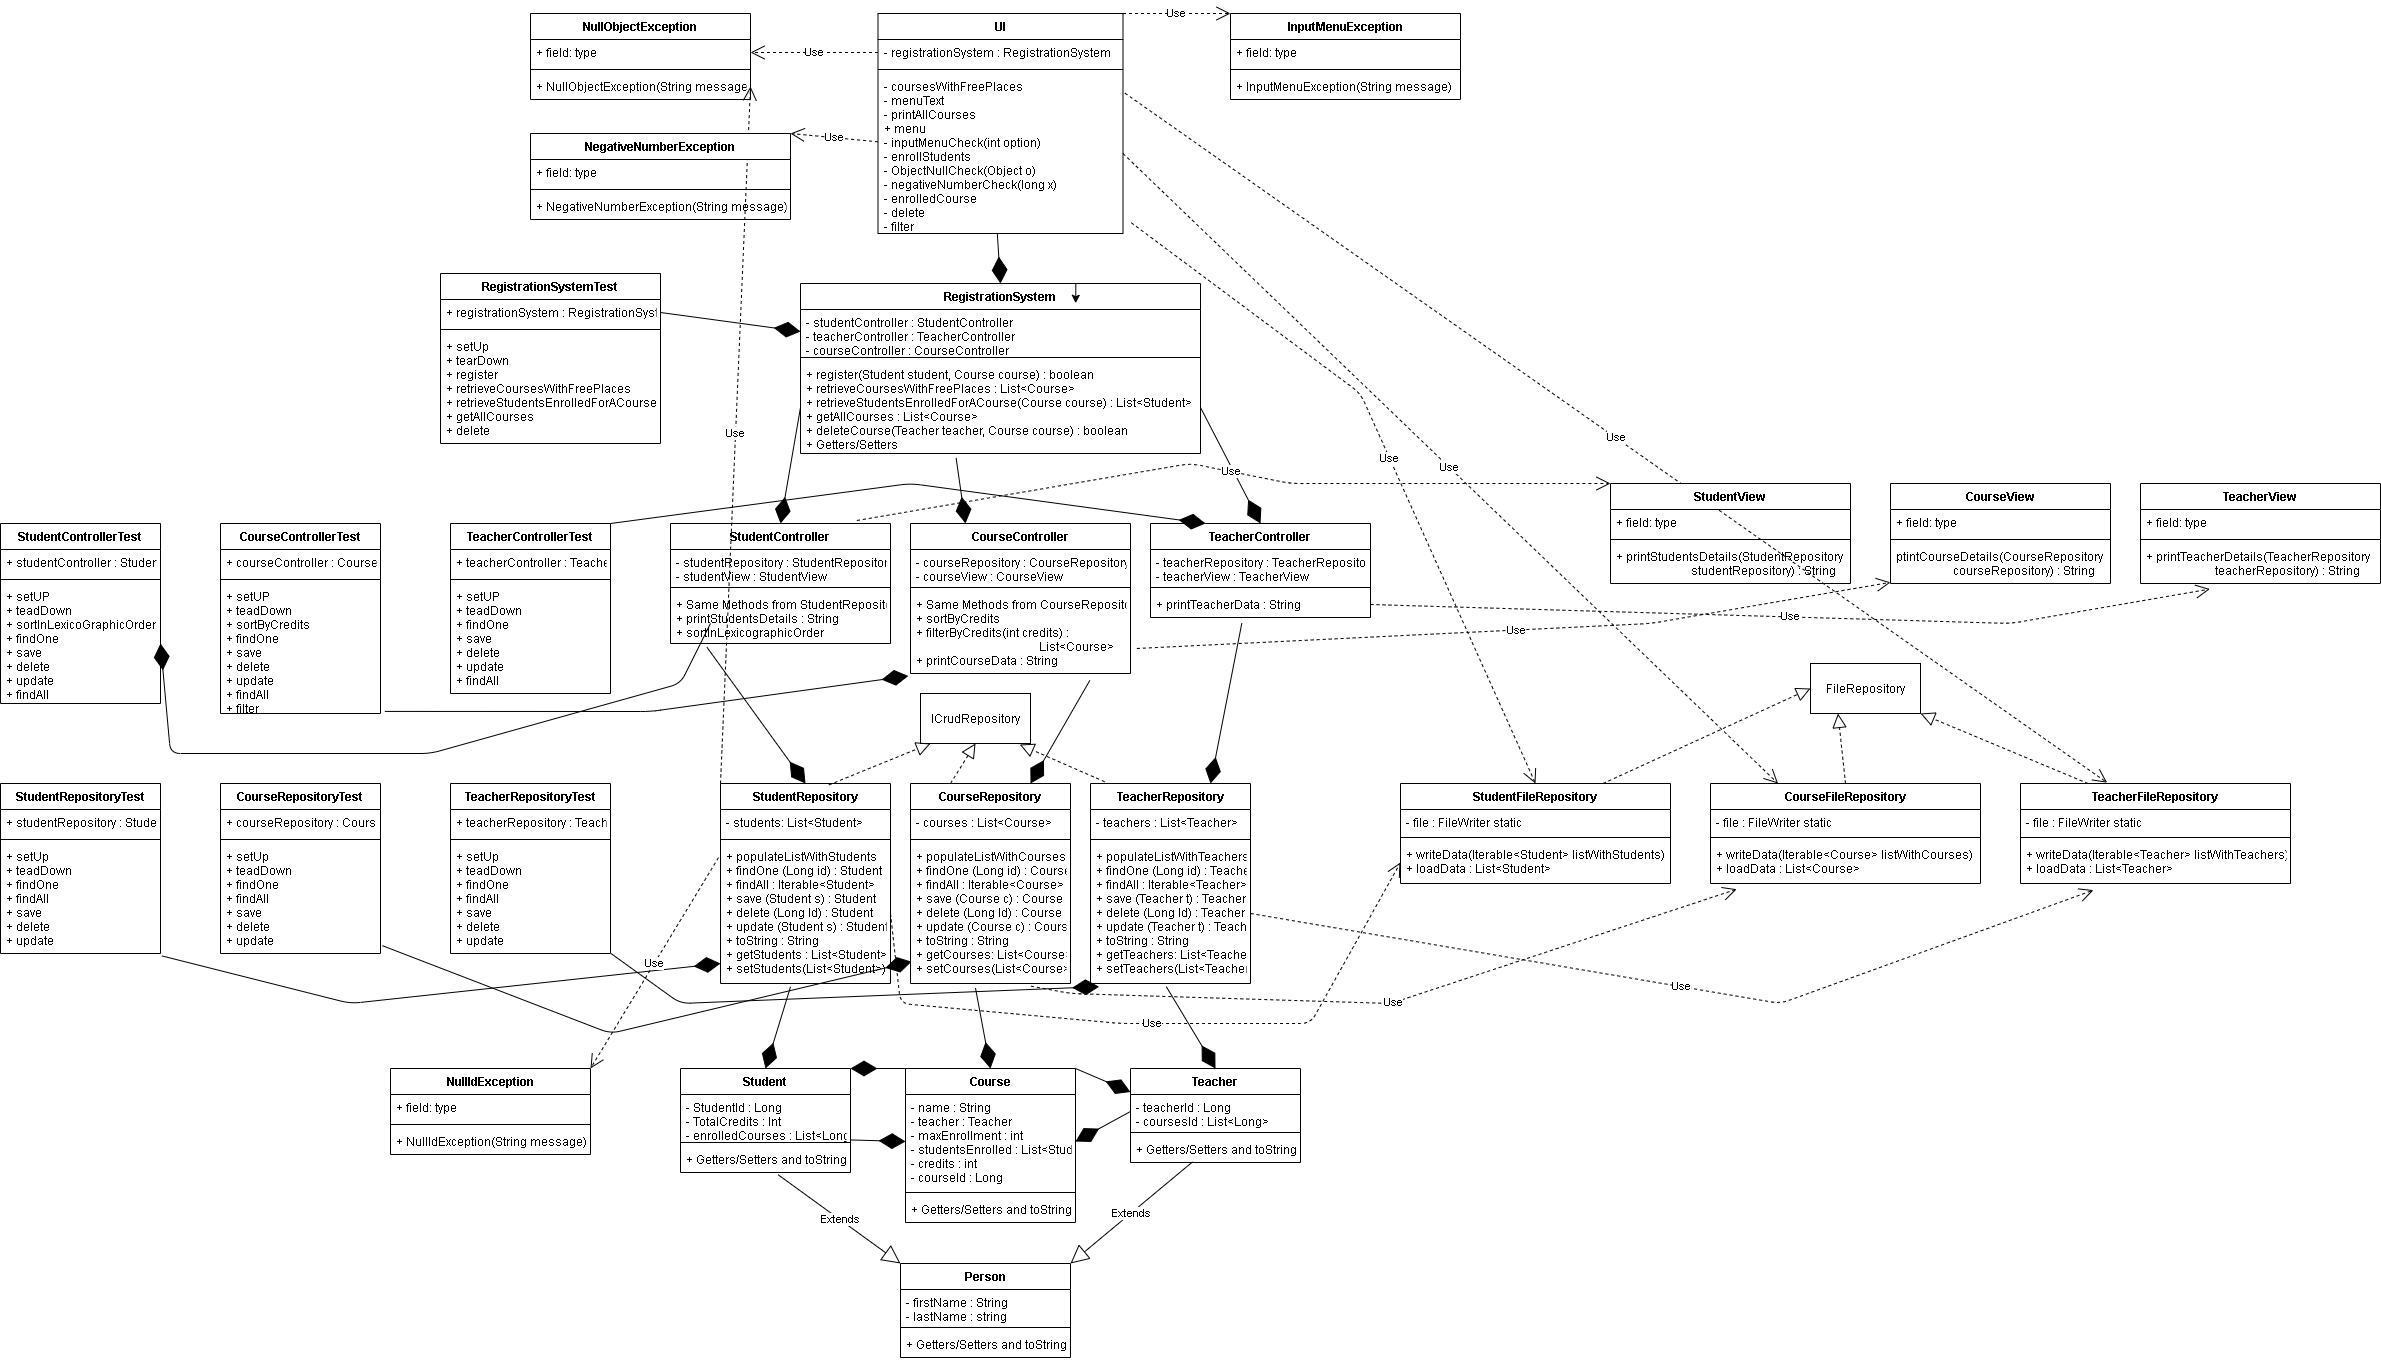 NullObjectException
+ field: type
+ NullObjectException(String message
Use
UI
- registrationSystem : RegistrationSystem
- coursesWithFreePlaces
- menuText
- printAllCourses
+ menu
- inputMenuCheck(int option)
- enrollStudents
- ObjectNullCheck(Object o)
- negativeNumberCheck(long x)
- enrolledCourse
- delete
- filter
Use
InputMenuException
+ field: type
+ InputMenuException(String message)
NegativeNumberException
+ field: type
+ NegativeNumberException(String message)
Use
RegistrationSystemTest
+ registrationSystem : RegistrationSyst
+ setUp
+ tearDown
+ register
+ retrieveCoursesWithFreePlaces
+ retrieveStudentsEnrolledForACourse
+ getAllCourses
+ delete
Use
RegistrationSystem
- studentController : StudentController
- teacherController : TeacherController
- courseController : CourseController
+ register(Student student, Course course) : boolean
+ retrieveCoursesWithFreePlaces : List<Course>
+ retrieveStudentsEnrolledForACourse(Course course) : List<Student>
+ getAllCourses : List<Course>
+ deleteCourse(Teacher teacher, Course course) : boolean
+ Getters/Setters
Use
Use
Use
Use
StudentView
+ field: type
+ printStudentsDetails(StudentRepository
studentRepository) : String
CourseView
+ field: type
ptintCourseDetails(CourseRepository
courseRepository) : String
TeacherView
+ field: type
+ printTeacherDetails(TeacherRepository
teacherRepository) : String
StudentControllerTest
+ studentController : Studer
+ setUP
+ teadDown
+ sortInLexicoGraphicOrder
+ findOne
+ save
+ delete
+ update
+ findAll
CourseControllerTest
+ courseController : Course
+ setUP
+ teadDown
+ sortByCredits
+ findOne
+ save
+ delete
+ update
+ findAll
+ filter
TeacherControllerTest
+ teacherController : Teache
+ setUP
+ teadDown
+ findOne
+ save
+ delete
+ update
+ findAll
StudentController
- studentRepository : StudentRepositor
- studentView : StudentView
+ Same Methods from StudentReposit
+ printStudentsDetails : String
+ sortInLexicographicOrder
CourseController
- courseRepository : CourseRepository
- courseView : CourseView
+ Same Methods from CourseReposit
+ sortByCredits
+ filterByCredits(int credits) :
List<Course>
+ printCourseData : String
TeacherController
- teacherRepository : TeacherReposito
- teacherView : TeacherView
+ printTeacherData : String
Use
Use
ICrudRepository
FileRepository
StudentRepositoryTest
+ studentRepository : Stude
+ setUp
+ teadDown
+ findOne
+ findAll
+ save
+ delete
+ update
CourseRepositoryTest
+ courseRepository : Cours
+ setUp
+ teadDown
+ findOne
+ findAll
+ save
+ delete
+ update
TeacherRepositoryTest
+ teacherRepository : Teach
+ setUp
+ teadDown
+ findOne
+ findAll
+ save
+ delete
+ update
StudentRepository
- students: List<Student>
+ populateListWithStudents
+ findOne (Long id) : Student
+ findAll : Iterable<Student>
+ save (Student s) : Student
+ delete (Long Id) : Student
+ update (Student s) : Student
+ toString : String
+ getStudents : List<Student>
+ setStudents(List<Student>)
CourseRepository
- courses : List<Course>
+ populateListWithCourses
+ findOne (Long id) : Cours
+ findAll : Iterable<Course>
+ save (Course c) : Course
+ delete (Long Id) : Course
+ update (Course c) : Cours
+ toString : String
+ getCourses: List<Course
+ setCourses(List<Course>
TeacherRepository
- teachers : List<Teacher>
+ populateListWithTeachers
+ findOne (Long id) : Teache
+ findAll : Iterable<Teacher>
+ save (Teacher t) : Teacher
+ delete (Long Id) : Teacher
+ update (Teacher t) : Teach
+ toString : String
+ getTeachers: List<Teache
+ setTeachers(List<Teacher
StudentFileRepository
- file : FileWriter static
+ writeData(Iterable<Student> listWithStudents)
+ loadData : List<Student>
CourseFileRepository
- file : FileWriter static
+ writeData(Iterable<Course> listWithCourses)
+ loadData : List<Course>
TeacherFileRepository
- file : FileWriter static
+ writeData(Iterable<Teacher> listWithTeachers)
+ loadData : List<Teacher>
Use
Use
Use
Use
NullIdException
+ field: type
+ NullIdException(String message)
Student
- StudentId : Long
- TotalCredits : Int
- enrolledCourses : List<Long
+ Getters/Setters and toString
Course
- name : String
- teacher : Teacher
- maxEnrollment : int
- studentsEnrolled : List<Stud
- credits : int
- courseId : Long
+ Getters/Setters and toString
Teacher
- teacherId : Long
- coursesId : List<Long>
+ Getters/Setters and toString
Extends
Extends
Person
- firstName : String
- lastName : string
+ Getters/Setters and toString